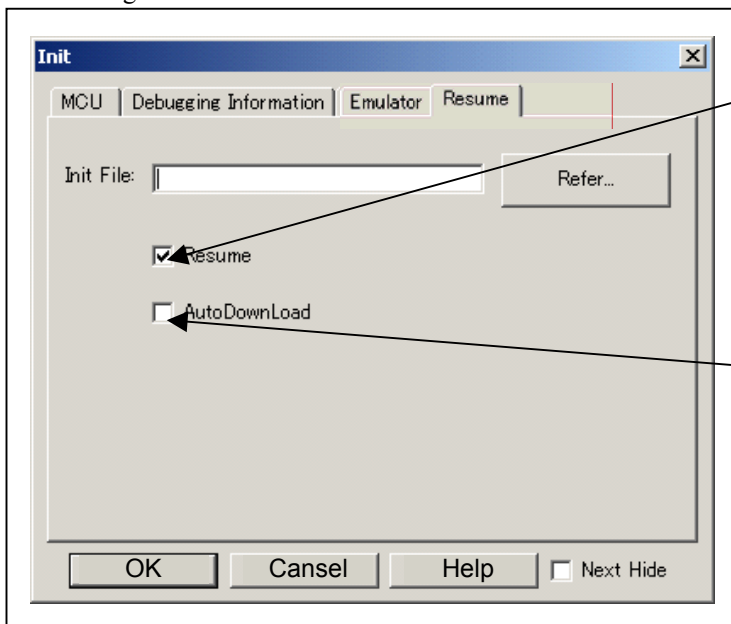 Init
MCU Debugging Information Emulator Resume
Init File: Refer...
Resume
AutoDownLoad
OK Cansel Help Next Hide